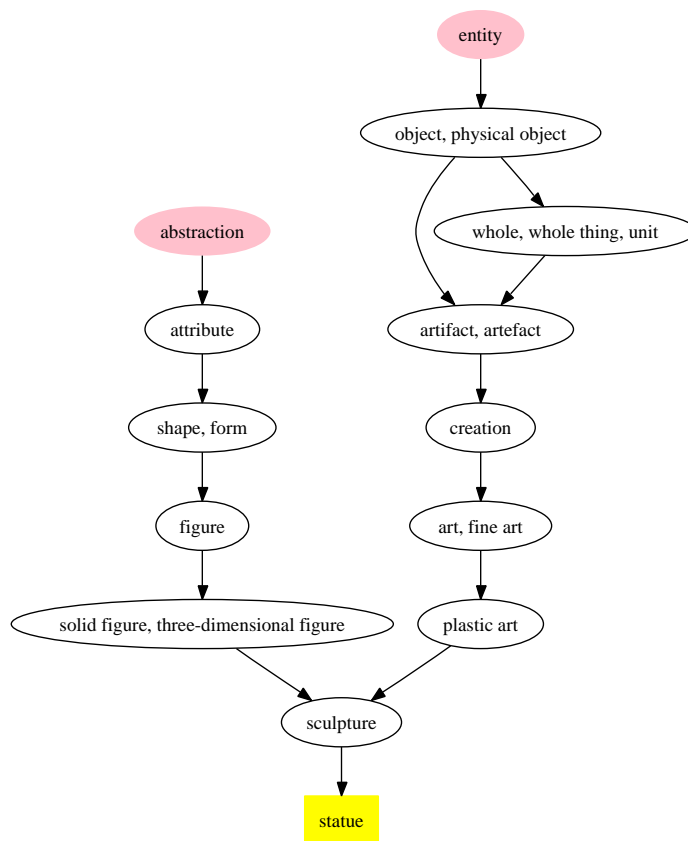 entity
object, physical object
abstraction
whole, whole thing, unit
attribute
artifact, artefact
shape, form
creation
figure
art, fine art
solid figure, three-dimensional figure
plastic art
sculpture
statue